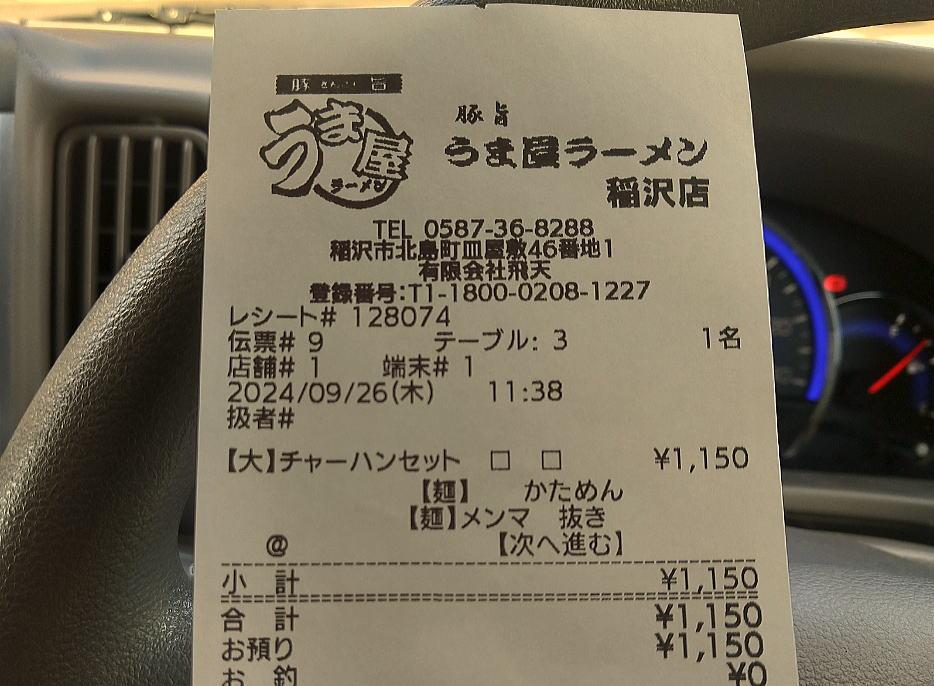 豚 とんこつ 旨
うま屋
ラーメン
豚旨
うま屋ラーメン
稲沢店
TEL 0587-36-8288
稲沢市北島町皿屋敷46番地1
有限会社飛天
登録番号:T1-1800-0208-1227
レシート# 128074
伝票# 9 テーブル: 3 1名
店舗# 1 端末# 1
2024/09/26(木) 11:38
扱者#
【大】チャーハンセット □ □ ¥1,150
【麺】 かためん
【麺】メンマ 抜き
@ 【次へ進む】
小 計 ¥1,150
合 計 ¥1,150
お預り ¥1,150
お 釣 ¥0